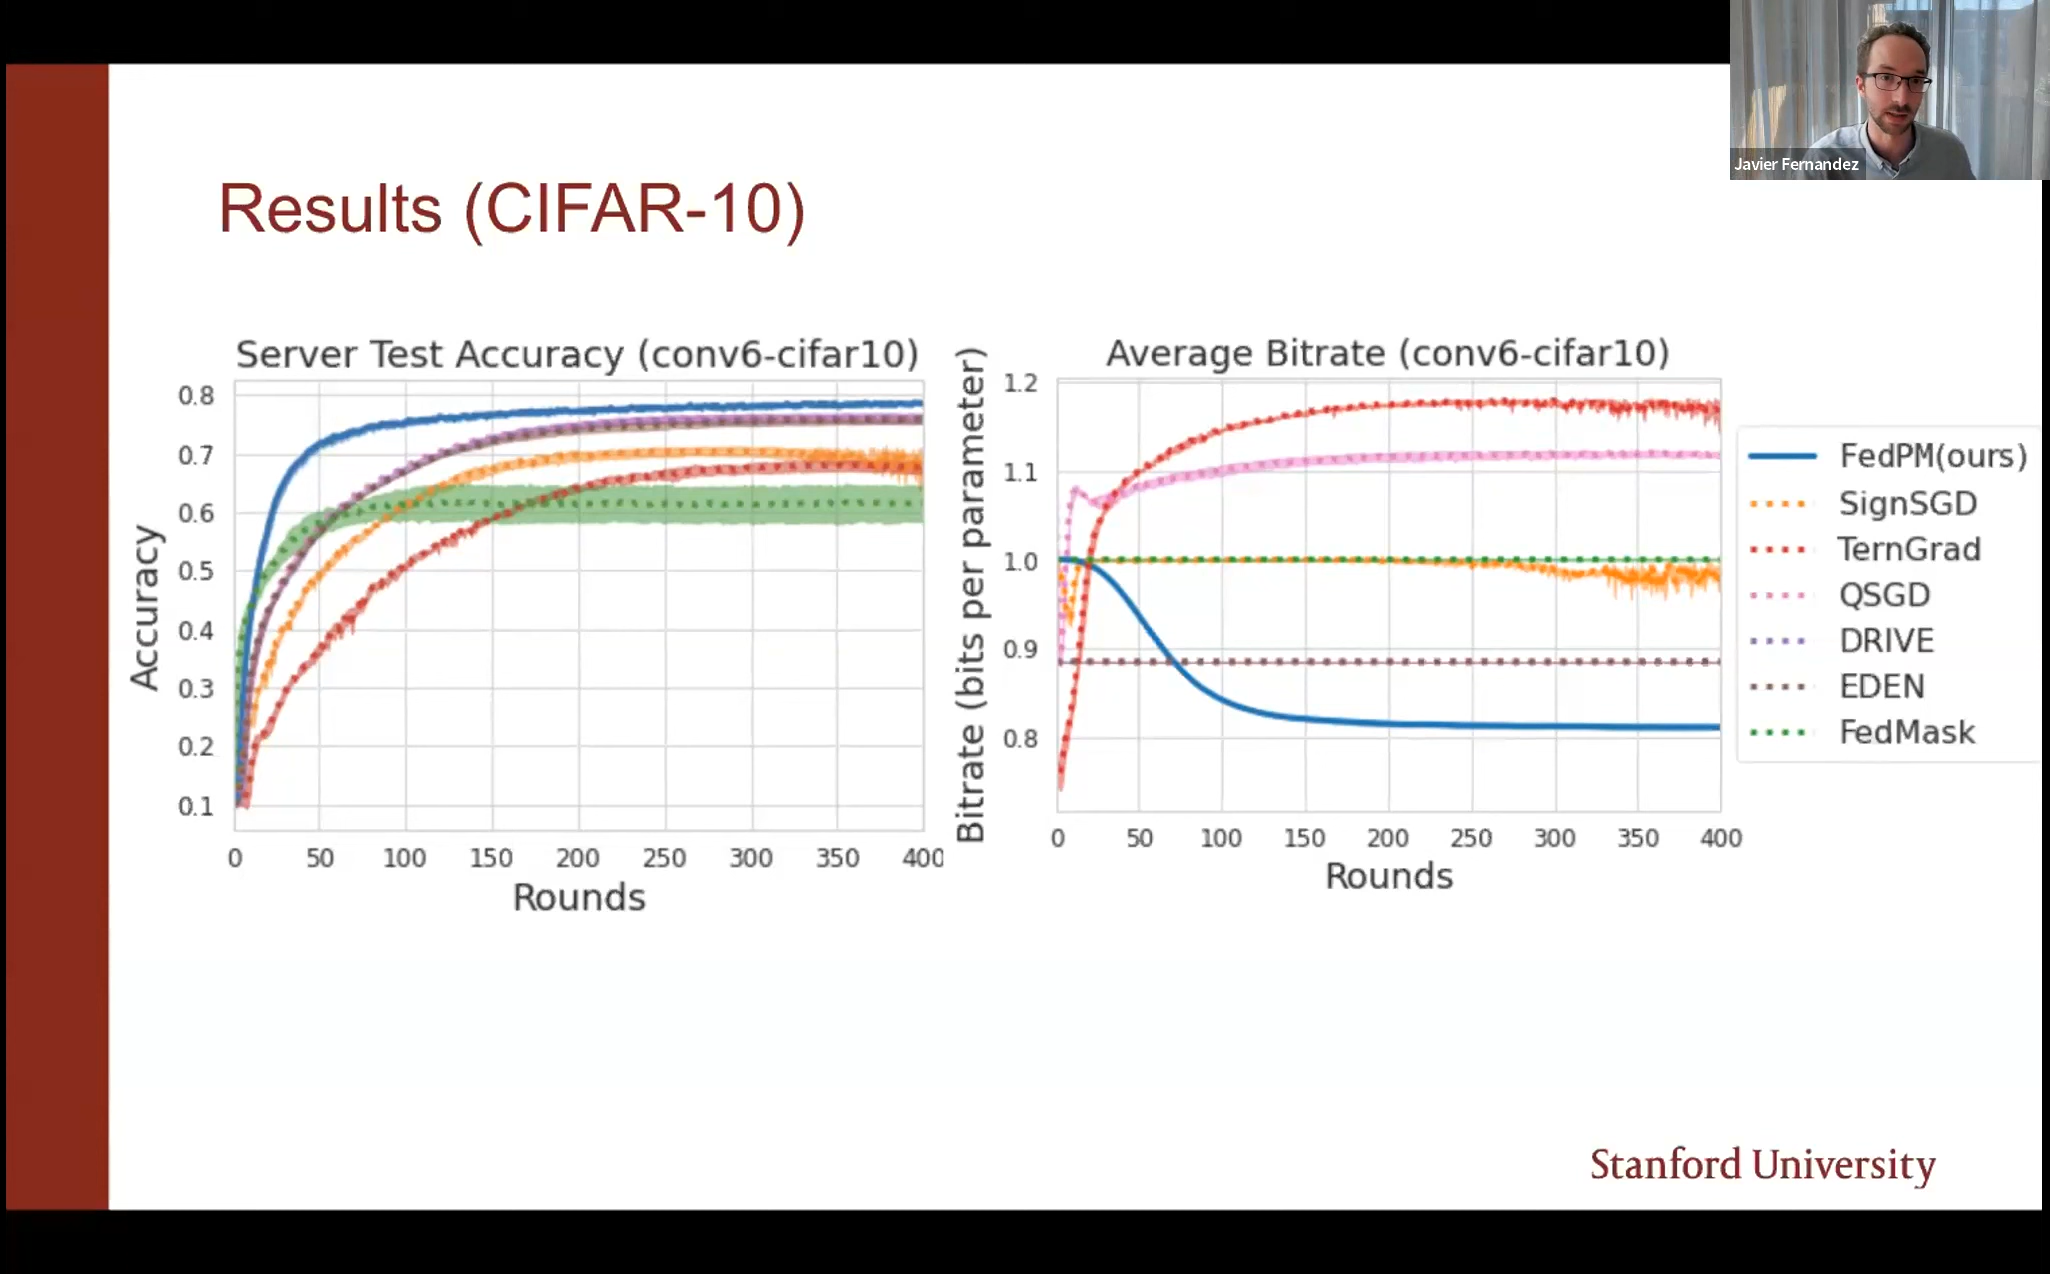 Javier Fernandez
Results (CIFAR-10)
Server Test Accuracy (conv6-cifar10)
Accuracy
0.8
0.7
0.6
0.5
0.4
0.3
0.2
0.1
0 50 100 150 200 250 300 350 400
Rounds
Average Bitrate (conv6-cifar10)
Bitrate (bits per parameter)
1.2
1.1
1.0
0.9
0.8
0 50 100 150 200 250 300 350 400
Rounds
FedPM(ours)
SignSGD
TernGrad
QSGD
DRIVE
EDEN
FedMask
Stanford University